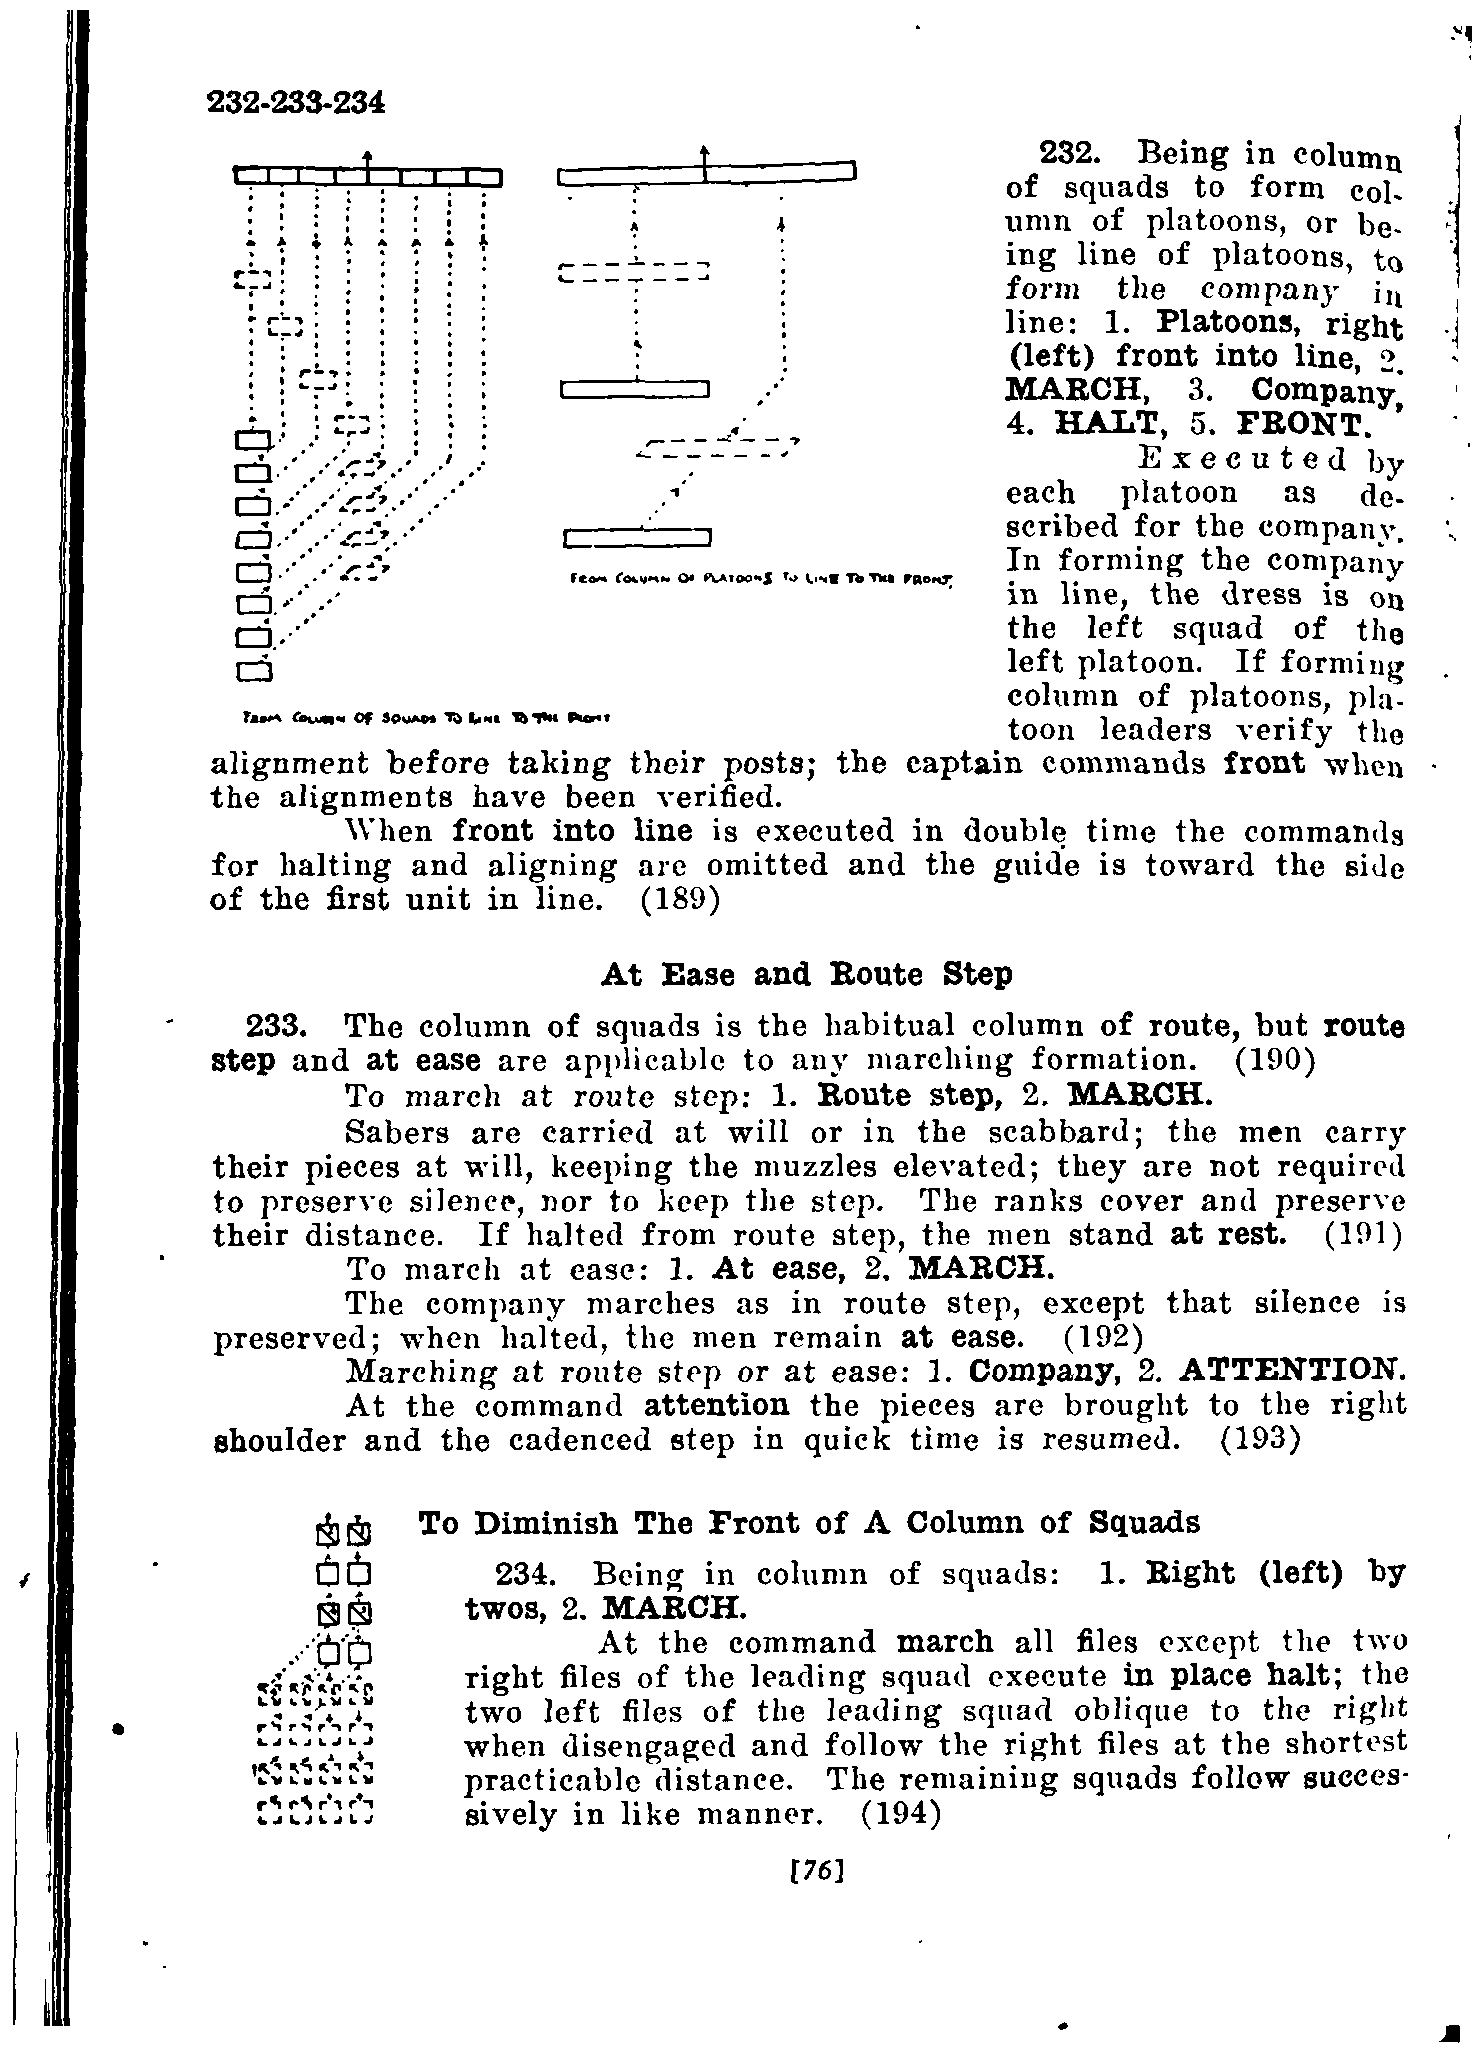 232-233-234
232. Being in column
of squads to form col-
umn of platoons, or be-
ing line of platoons, to
form the company in
line: 1. Platoons, right
(left) front into line, 2.
MARCH, 3. Company,
4. HALT, 5. FRONT.
Executed by
each platoon as de-
scribed for the company.
In forming the company
in line, the dress is on
the left squad of the
left platoon. If forming
column of platoons, pla-
toon leaders verify the
FROM COLUMN OF PLATOONS TO LINE TO THE FRONT.
FROM COLUMN OF SQUADS TO LINE TO THE FRONT
alignment before taking their posts; the captain commands front when
the alignments have been verified.
When front into line is executed in double time the commands
for halting and aligning are omitted and the guide is toward the side
of the first unit in line. (189)
At Ease and Route Step
233. The column of squads is the habitual column of route, but route
step and at ease are applicable to any marching formation. (190)
To march at route step: 1. Route step, 2. MARCH.
Sabers are carried at will or in the scabbard; the men carry
their pieces at will, keeping the muzzles elevated; they are not required
to preserve silence, nor to keep the step. The ranks cover and preserve
their distance. If halted from route step, the men stand at rest. (191)
To march at ease: 1. At ease, 2. MARCH.
The company marches as in route step, except that silence is
preserved; when halted, the men remain at ease. (192)
Marching at route step or at ease: 1. Company, 2. ATTENTION.
At the command attention the pieces are brought to the right
shoulder and the cadenced step in quick time is resumed. (193)
To Diminish The Front of A Column of Squads
234. Being in column of squads: 1. Right (left) by
twos, 2. MARCH.
At the command march all files except the two
right files of the leading squad execute in place halt; the
two left files of the leading squad oblique to the right
when disengaged and follow the right files at the shortest
practicable distance. The remaining squads follow succes-
sively in like manner. (194)
[76]